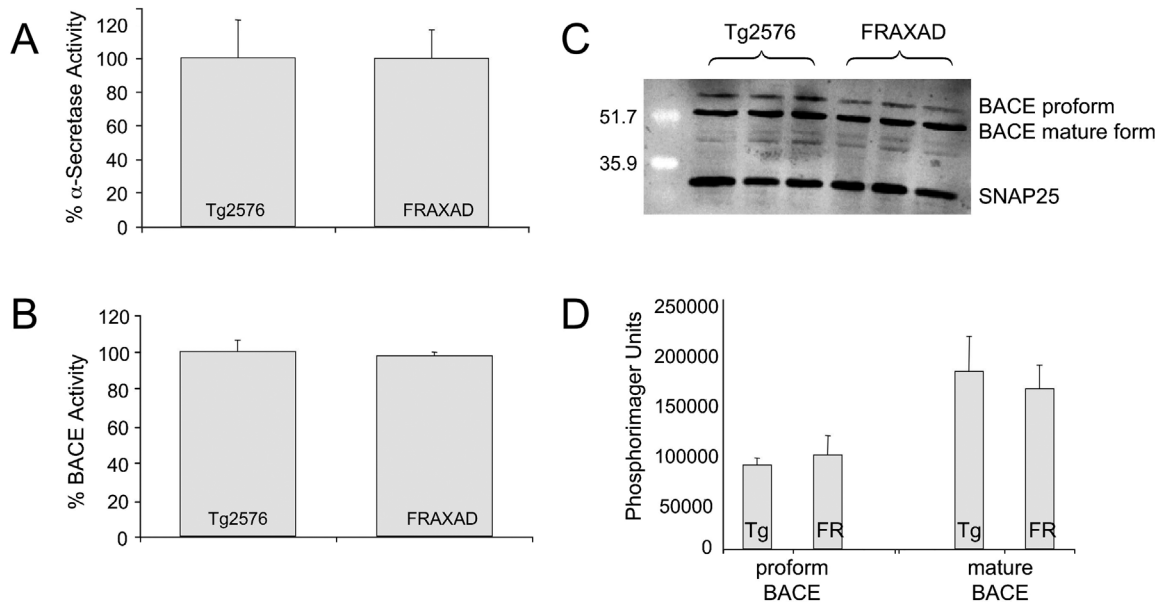 A
% α-Secretase Activity
120
100
80
60
40
20
0
Tg2576
FRAXAD
B
% BACE Activity
120
100
80
60
40
20
0
Tg2576
FRAXAD
C
Tg2576
FRAXAD
51.7
35.9
BACE proform
BACE mature form
SNAP25
D
Phosphorimager Units
250000
200000
150000
100000
50000
0
Tg
FR
Tg
FR
proform
BACE
mature
BACE